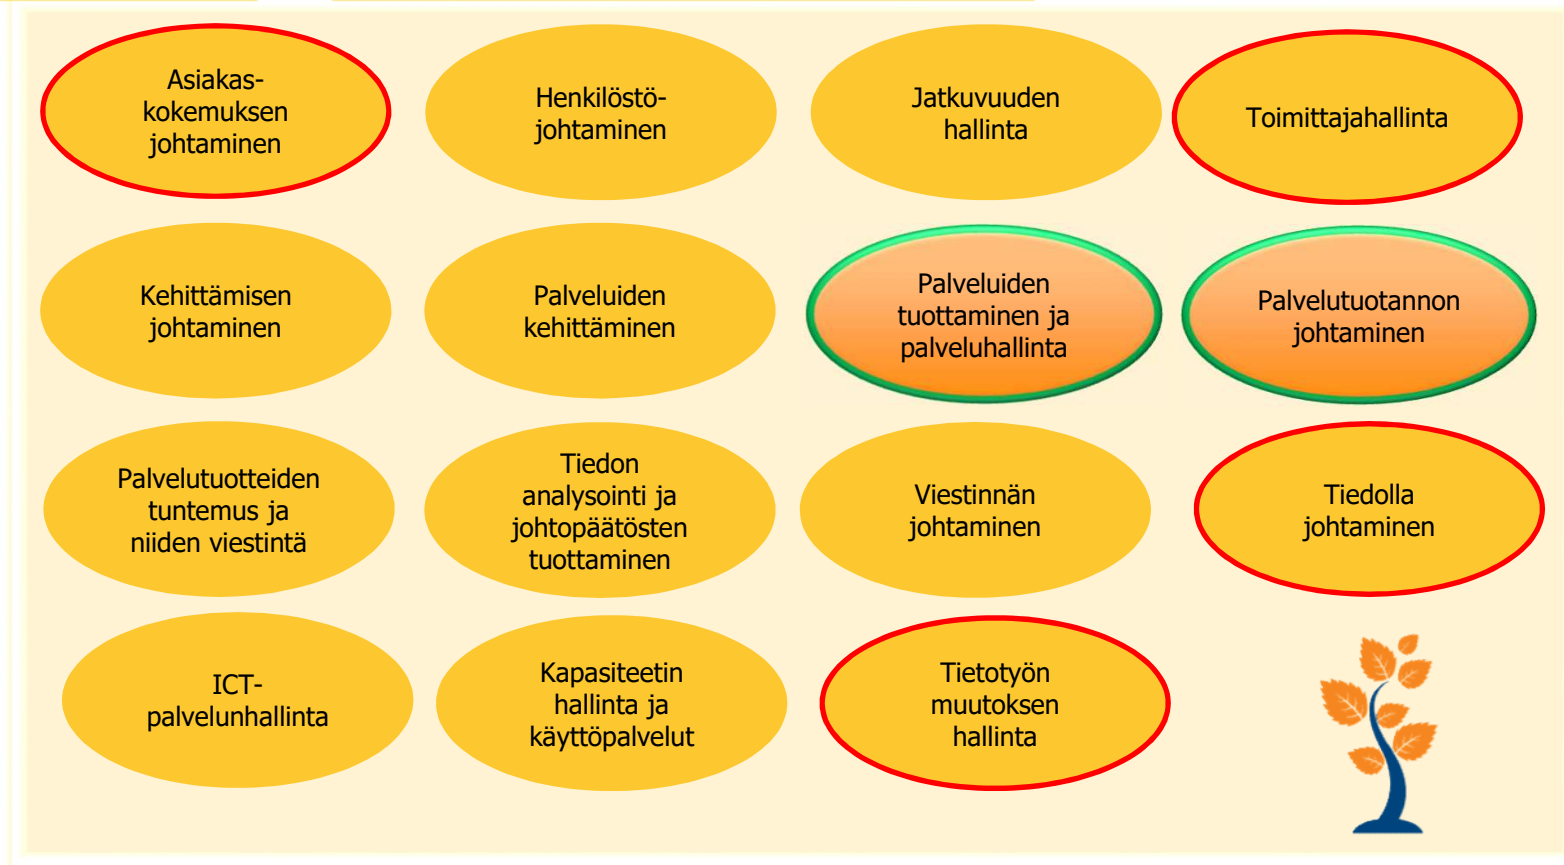 Asiakas-
kokemuksen
johtaminen
Henkilöstö-
johtaminen
Jatkuvuuden
hallinta
Toimittajahallinta
Kehittämisen
johtaminen
Palveluiden
kehittäminen
Palveluiden
tuottaminen ja
palveluhallinta
Palvelutuotannon
johtaminen
Palvelutuotteiden
tuntemus ja
niiden viestintä
Tiedon
analysointi ja
johtopäätösten
tuottaminen
Viestinnän
johtaminen
Tiedolla
johtaminen
ICT-
palvelunhallinta
Kapasiteetin
hallinta ja
käyttöpalvelut
Tietotyön
muutoksen
hallinta